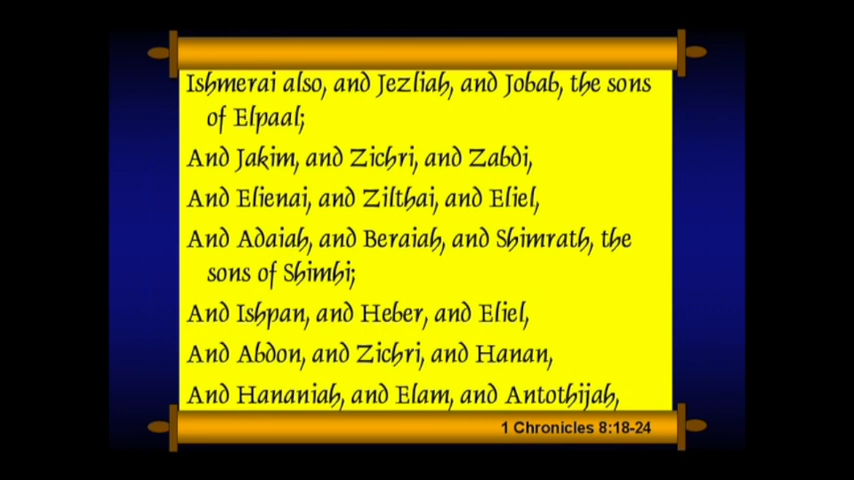 Ishmerai also, and Jezliah, and Jobab, the sons
of Elpaal;
And Jakim, and Zichri, and Zabdi,
And Elienai, and Zilthai, and Eliel,
And Adaiah, and Beraiah, and Shimrath, the
sons of Shimhi;
And Ishpan, and Heber, and Eliel,
And Abdon, and Zichri, and Hanan,
And Hananiah, and Elam, and Antothijah,
1 Chronicles 8:18-24